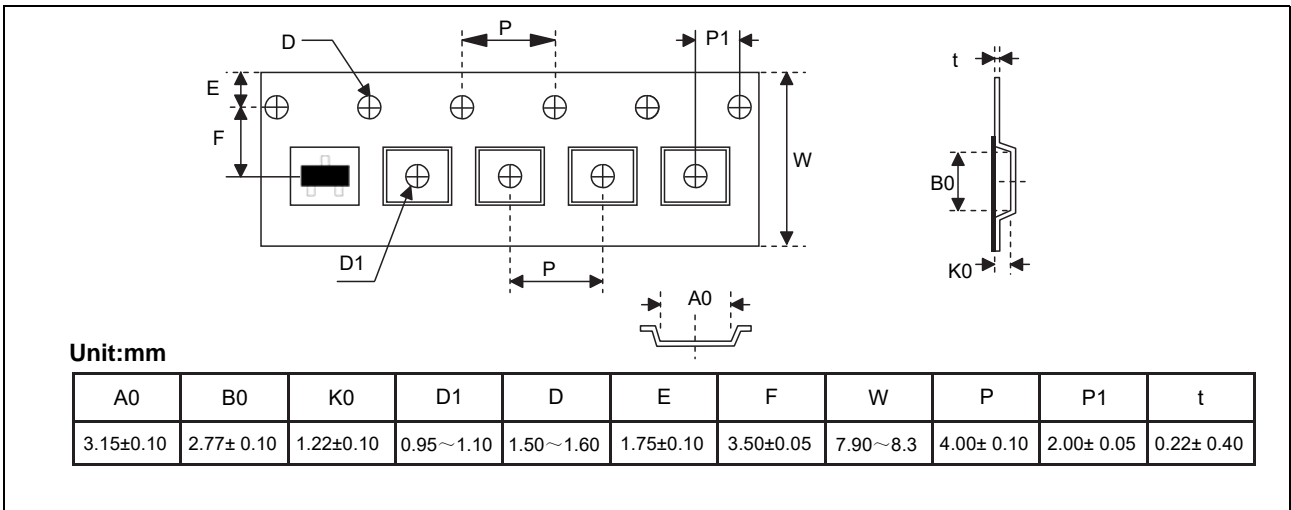 P
P1
D
t
E
F
W
B0
D1
P
K0
A0
Unit:mm
A0 B0 K0 D1 D E F W P P1 t
3.15±0.10 2.77± 0.10 1.22±0.10 0.95～1.10 1.50～1.60 1.75±0.10 3.50±0.05 7.90～8.3 4.00± 0.10 2.00± 0.05 0.22± 0.40